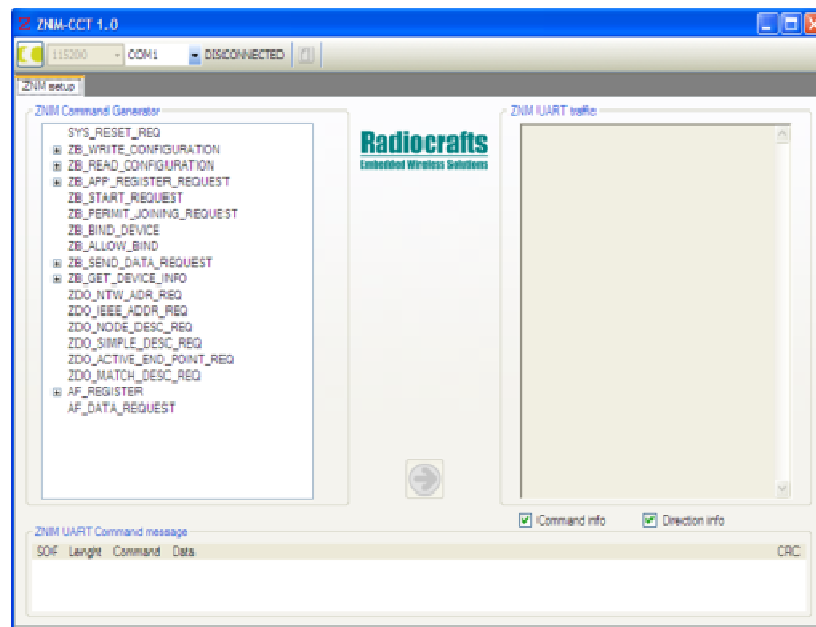 Z ZNM-CCT 1.0
115200 COM1 DISCONNECTED
ZNM setup
ZNM Command Generator
SYS_RESET_REQ
ZB_WRITE_CONFIGURATION
ZB_READ_CONFIGURATION
ZB_APP_REGISTER_REQUEST
ZB_START_REQUEST
ZB_PERMIT_JOINING_REQUEST
ZB_BIND_DEVICE
ZB_ALLOW_BIND
ZB_SEND_DATA_REQUEST
ZB_GET_DEVICE_INFO
ZDO_NTW_ADR_REQ
ZDO_IEEE_ADDR_REQ
ZDO_NODE_DESC_REQ
ZDO_SIMPLE_DESC_REQ
ZDO_ACTIVE_END_POINT_REQ
ZDO_MATCH_DESC_REQ
AF_REGISTER
AF_DATA_REQUEST
Radiocrafts
Embedded Wireless Solutions
ZNM UART traffic
Command info Direction info
ZNM UART Command message
SOF Lenght Command Data CRC